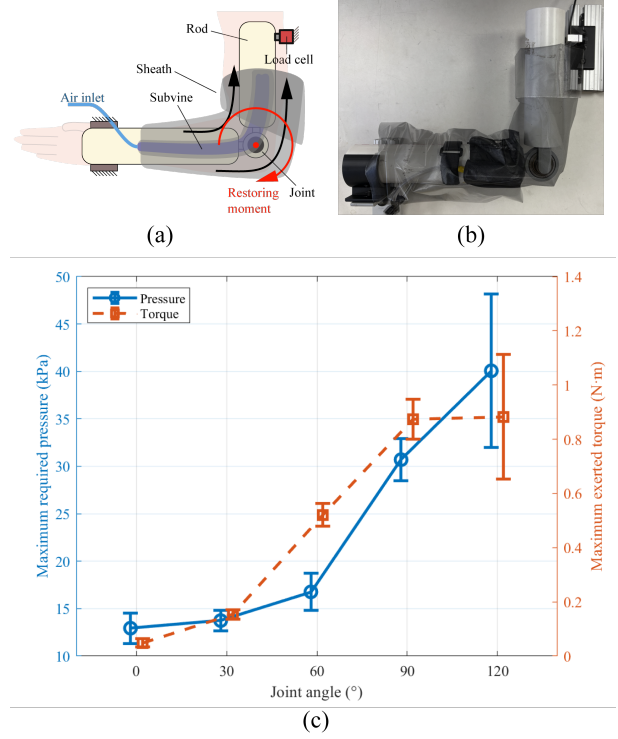 Rod
Load cell
Sheath
Air inlet
Subvine
Restoring
moment
Joint
(a)
(b)
50
45
40
35
30
25
20
15
10
Maximum required pressure (kPa)
Pressure
Torque
1.4
1.2
1
0.8
0.6
0.4
0.2
0
Maximum exerted torque (N·m)
0
30
60
90
120
Joint angle (°)
(c)